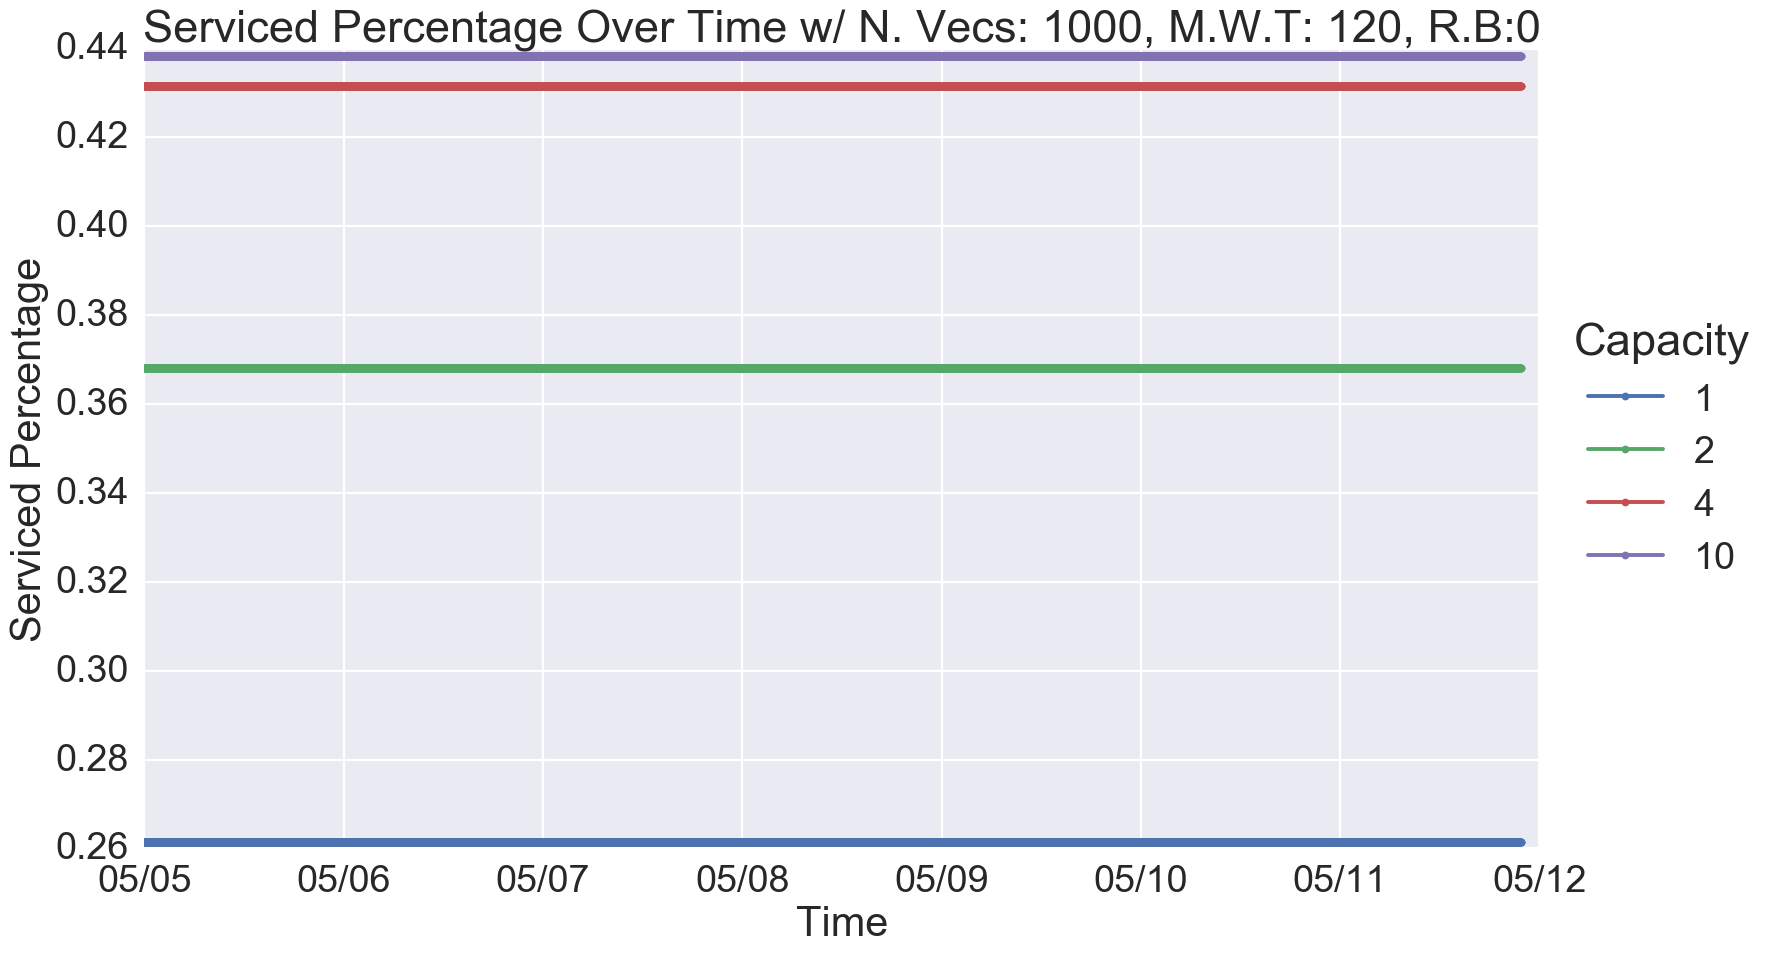 Serviced Percentage Over Time w/ N. Vecs: 1000, M.W.T: 120, R.B:0
0.44
0.42
0.40
0.38
0.36
0.34
0.32
0.30
0.28
0.26
Serviced Percentage
05/05 05/06 05/07 05/08 05/09 05/10 05/11 05/12
Time
Capacity
1
2
4
10